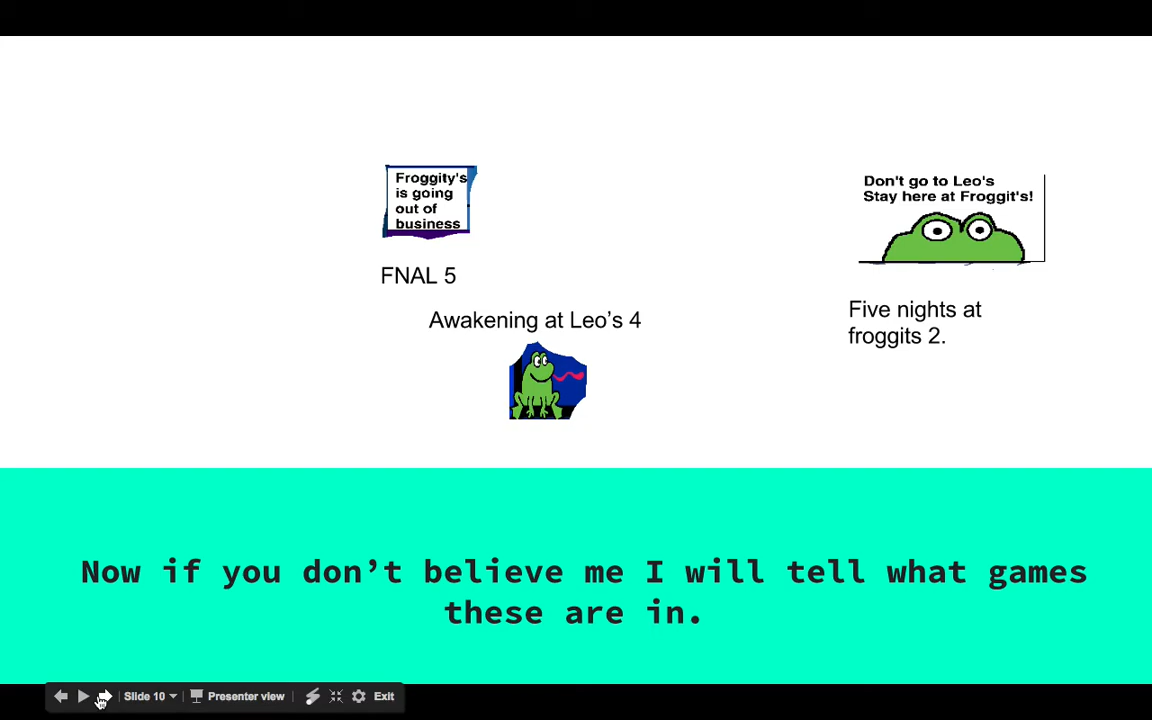 Froggity's
is going
out of
business
FNAL 5
Awakening at Leo’s 4
Don't go to Leo's
Stay here at Froggit's!
Five nights at
froggits 2.
Now if you don’t believe me I will tell what games
these are in.
Slide 10
Presenter view
Exit